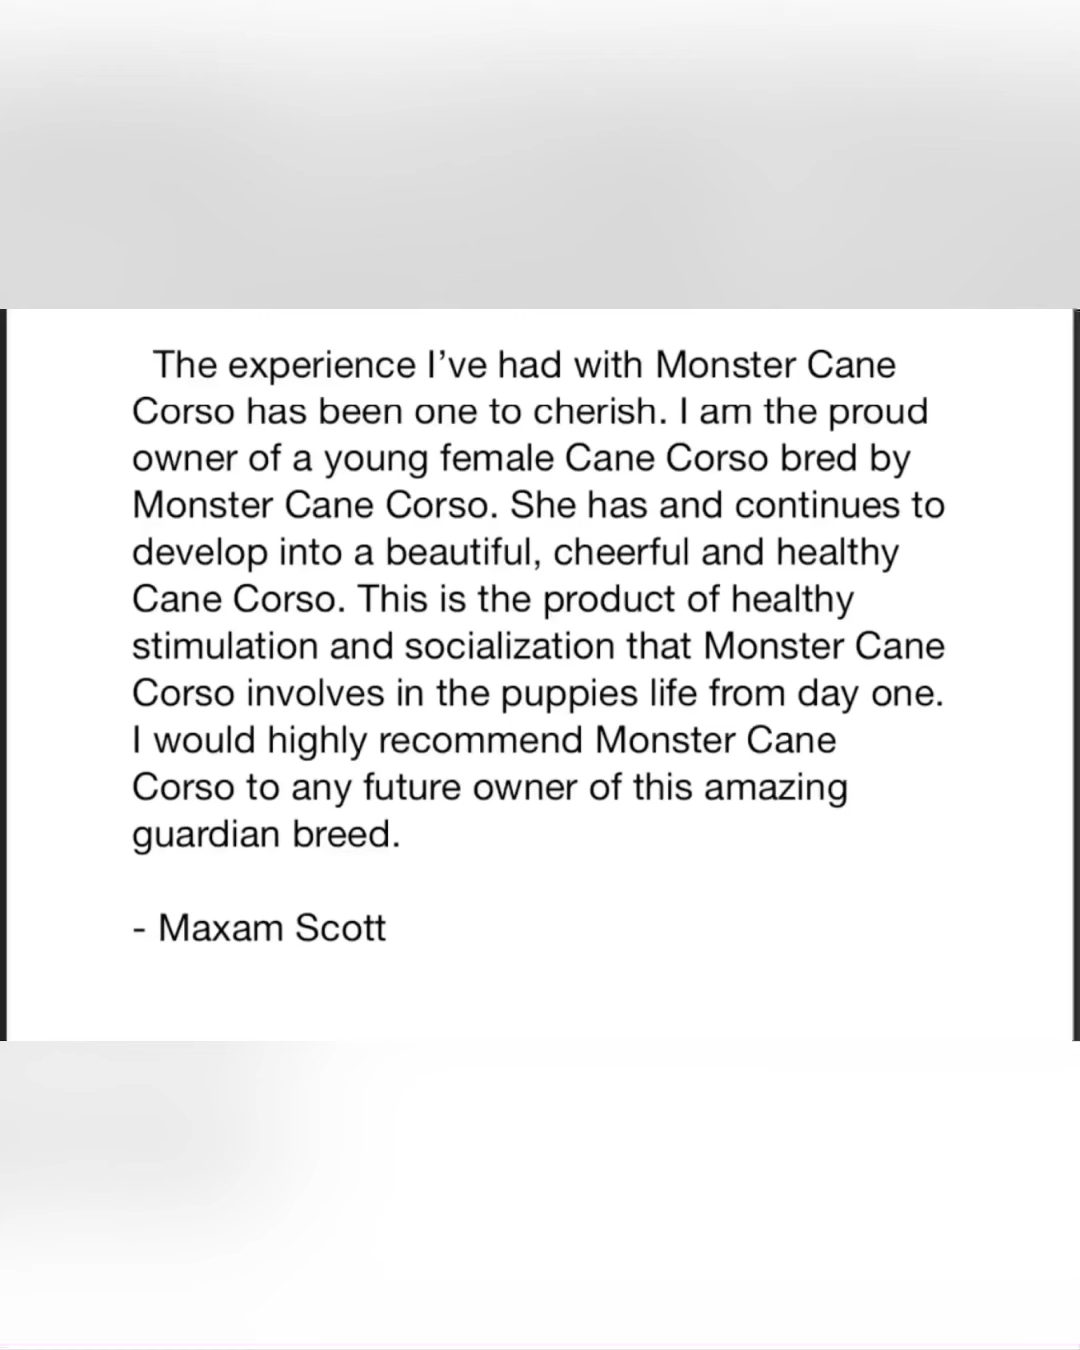 The experience I’ve had with Monster Cane
Corso has been one to cherish. I am the proud
owner of a young female Cane Corso bred by
Monster Cane Corso. She has and continues to
develop into a beautiful, cheerful and healthy
Cane Corso. This is the product of healthy
stimulation and socialization that Monster Cane
Corso involves in the puppies life from day one.
I would highly recommend Monster Cane
Corso to any future owner of this amazing
guardian breed.
- Maxam Scott